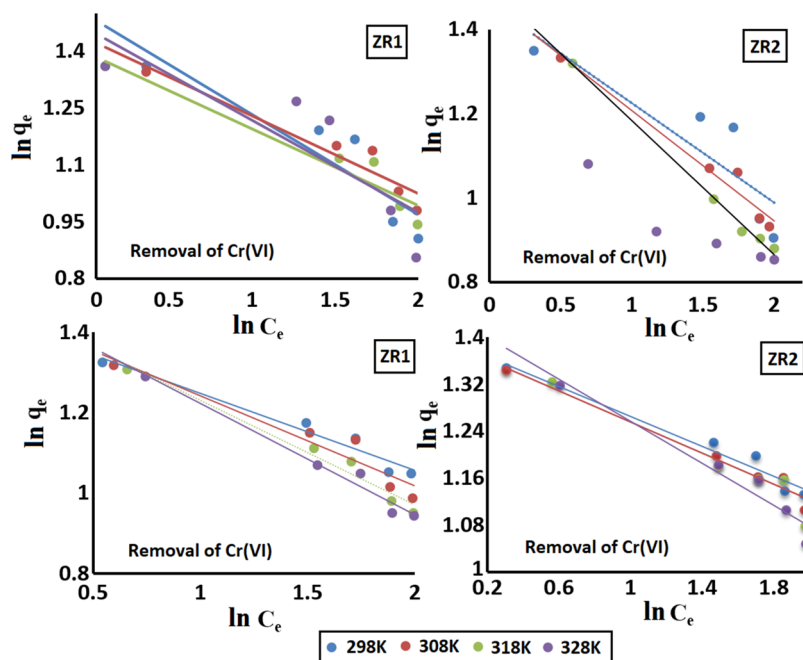 ZR1
ln qe
1.4
1.25
1.1
0.95
0.8
Removal of Cr(VI)
0 0.5 1 1.5 2
ln Ce
ZR2
ln qe
1.4
1.2
1
0.8
Removal of Cr(VI)
0 0.5 1 1.5 2
ln Ce
ZR1
ln qe
1.4
1.2
1
0.8
Removal of Cr(VI)
0.5 1 1.5 2
ln Ce
ZR2
ln qe
1.4
1.32
1.24
1.16
1.08
1
Removal of Cr(VI)
0.2 0.6 1 1.4 1.8
ln Ce
298K 308K 318K 328K